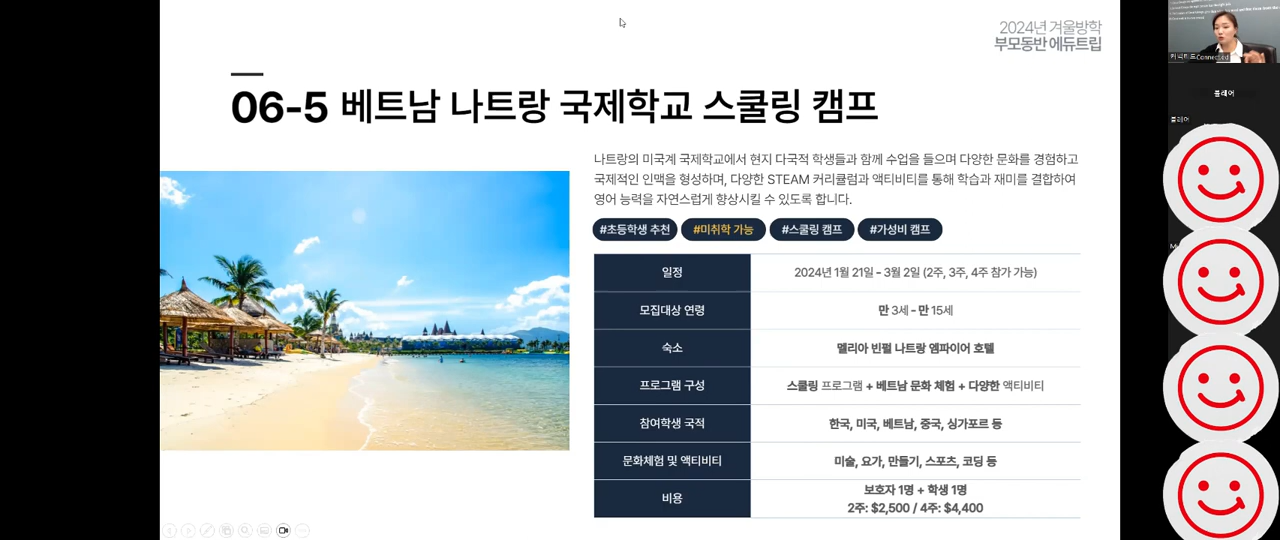 2024년 겨울방학
부모동반 에듀트립
06-5 베트남 나트랑 국제학교 스쿨링 캠프
나트랑의 미국계 국제학교에서 현지 다국적 학생들과 함께 수업을 들으며 다양한 문화를 경험하고
국제적인 인맥을 형성하며, 다양한 STEAM 커리큘럼과 액티비티를 통해 학습과 재미를 결합하여
영어 능력을 자연스럽게 향상시킬 수 있도록 합니다.
#초등학생 추천 #미취학 가능 #스쿨링 캠프 #가성비 캠프
일정 2024년 1월 21일 - 3월 2일 (2주, 3주, 4주 참가 가능)
모집대상 연령 만 3세 - 만 15세
숙소 멜리아 빈펄 나트랑 엠파이어 호텔
프로그램 구성 스쿨링 프로그램 + 베트남 문화 체험 + 다양한 액티비티
참여학생 국적 한국, 미국, 베트남, 중국, 싱가포르 등
문화체험 및 액티비티 미술, 요가, 만들기, 스포츠, 코딩 등
비용 보호자 1명 + 학생 1명
2주: $2,500 / 4주: $4,400
Connected
플레어
플레어